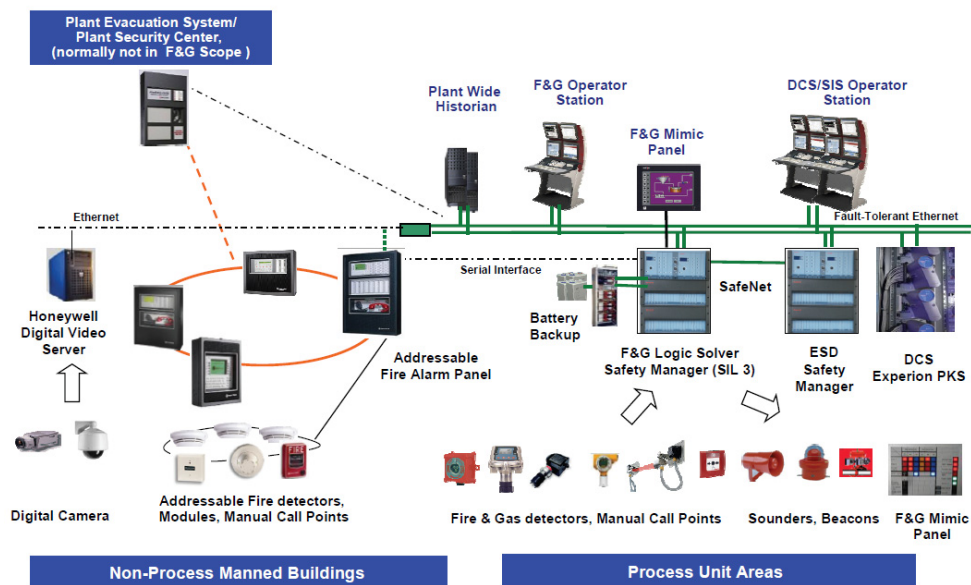 Plant Evacuation System/
Plant Security Center,
(normally not in F&G Scope )
Plant Wide
Historian
F&G Operator
Station
F&G Mimic
Panel
DCS/SIS Operator
Station
Ethernet
Fault-Tolerant Ethernet
Serial Interface
SafeNet
Honeywell
Digital Video
Server
Addressable
Fire Alarm Panel
Battery
Backup
F&G Logic Solver
Safety Manager (SIL 3)
ESD
Safety
Manager
DCS
Experion PKS
FIRE
Digital Camera
Addressable Fire detectors,
Modules, Manual Call Points
Fire & Gas detectors, Manual Call Points
Sounders, Beacons
F&G Mimic
Panel
Non-Process Manned Buildings
Process Unit Areas